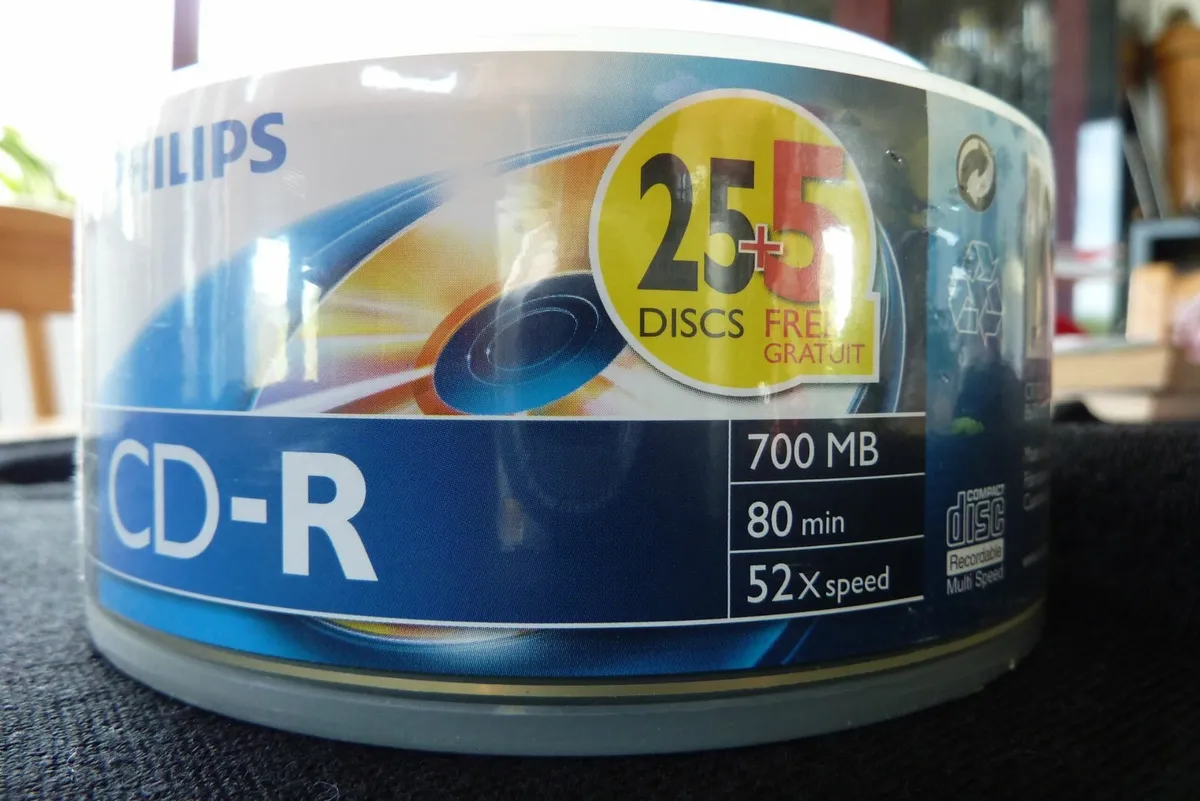 PHILIPS
25+5
DISCS FREE
GRATUIT
CD-R
700 MB
80 min
52x speed
COMPACT
disc
Recordable
Multi Speed